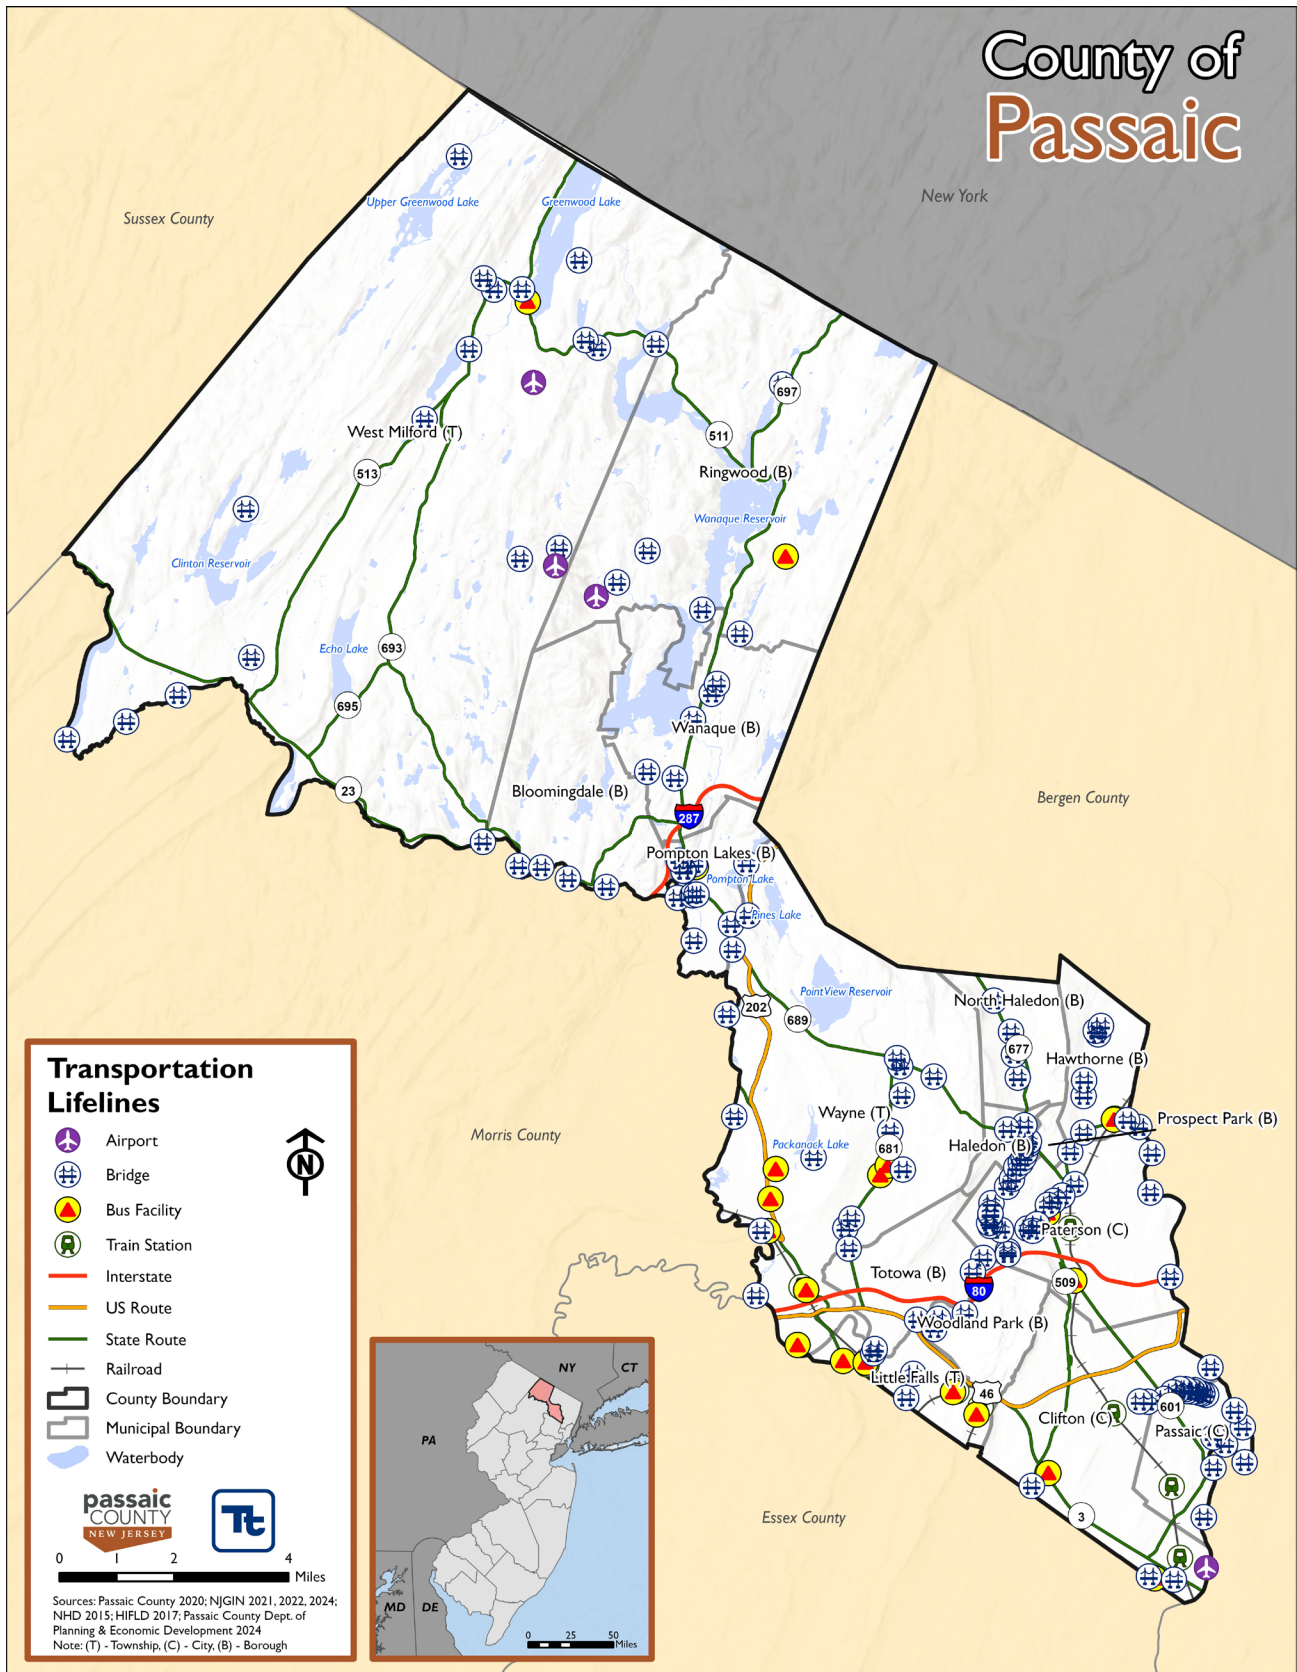 County of
Passaic
New York
Sussex County
Upper Greenwood Lake
Greenwood Lake
697
511
West Milford (T)
513
Ringwood (B)
Wanaque Reservoir
Clinton Reservoir
Echo Lake
693
695
Wanaque (B)
23
Bloomingdale (B)
287
Bergen County
Pompton Lakes (B)
Pompton Lake
Pines Lake
PointView Reservoir
North Haledon (B)
202
689
677
Hawthorne (B)
Wayne (T)
Prospect Park (B)
Morris County
Packanack Lake
681
Haledon (B)
Paterson (C)
Totowa (B)
509
80
Woodland Park (B)
Little Falls (T)
46
Clifton (C)
601
Passaic (C)
Essex County
3
Transportation
Lifelines
N
Airport
Bridge
Bus Facility
Train Station
Interstate
US Route
State Route
Railroad
County Boundary
Municipal Boundary
Waterbody
passaic
COUNTY
NEW JERSEY
Tt
0 1 2 4
Miles
Sources: Passaic County 2020; NJGIN 2021, 2022, 2024;
NHD 2015; HIFLD 2017; Passaic County Dept. of
Planning & Economic Development 2024
Note: (T) - Township, (C) - City, (B) - Borough
NY
CT
PA
MD
DE
0 25 50
Miles